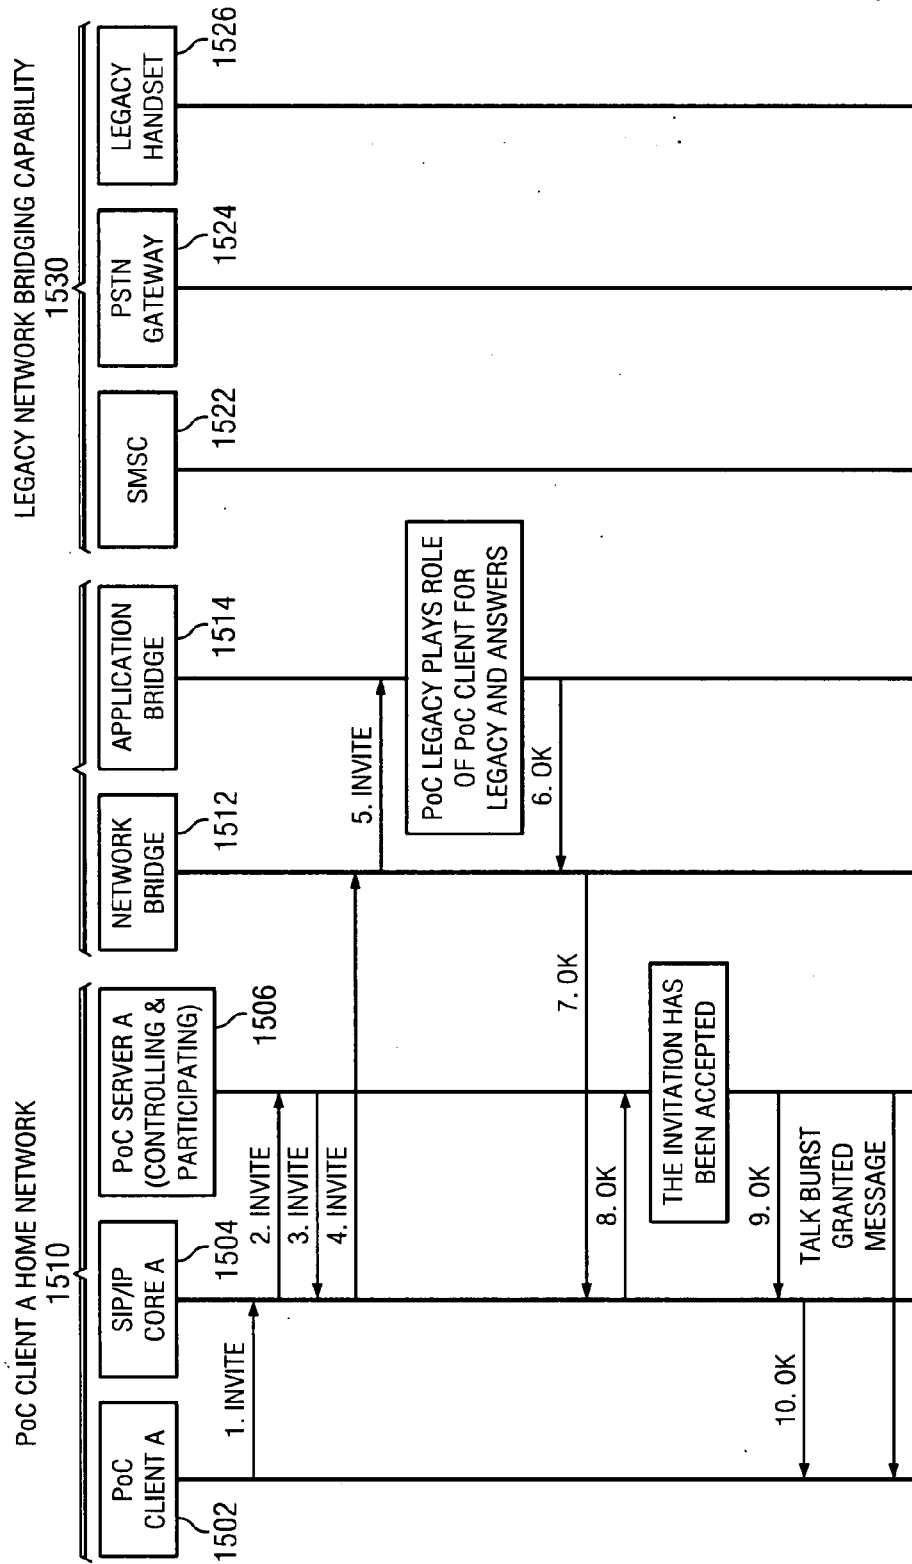 PoC CLIENT A HOME NETWORK
1510
LEGACY NETWORK BRIDGING CAPABILITY
1530
PoC
CLIENT A
1502
SIP/IP
CORE A
1504
PoC SERVER A
(CONTROLLING &
PARTICIPATING)
1506
NETWORK
BRIDGE
1512
APPLICATION
BRIDGE
1514
SMSC
1522
PSTN
GATEWAY
1524
LEGACY
HANDSET
1526
1. INVITE
2. INVITE
3. INVITE
4. INVITE
5. INVITE
PoC LEGACY PLAYS ROLE
OF PoC CLIENT FOR
LEGACY AND ANSWERS
6. OK
7. OK
8. OK
THE INVITATION HAS
BEEN ACCEPTED
9. OK
10. OK
TALK BURST
GRANTED
MESSAGE